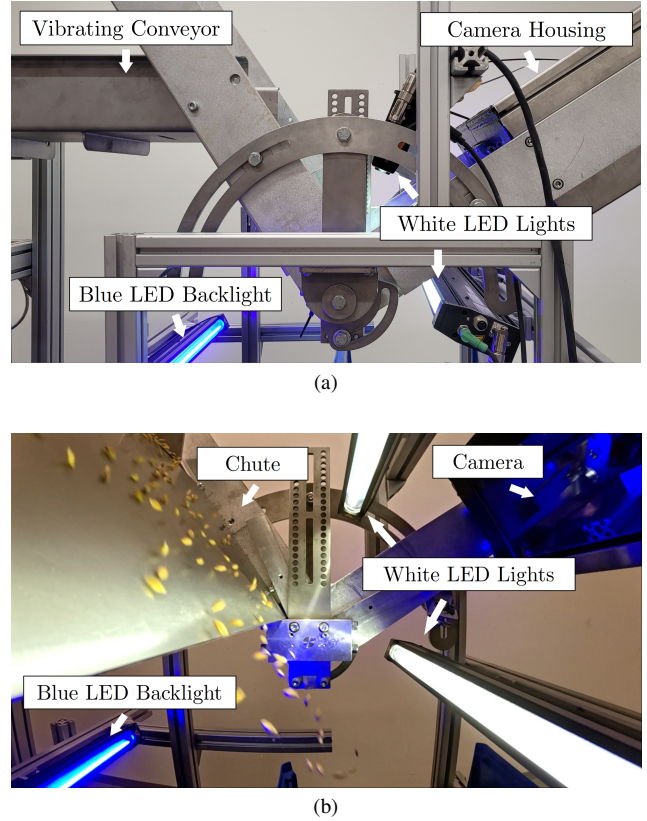 Vibrating Conveyor
Camera Housing
White LED Lights
Blue LED Backlight
(a)
Chute
Camera
White LED Lights
Blue LED Backlight
(b)